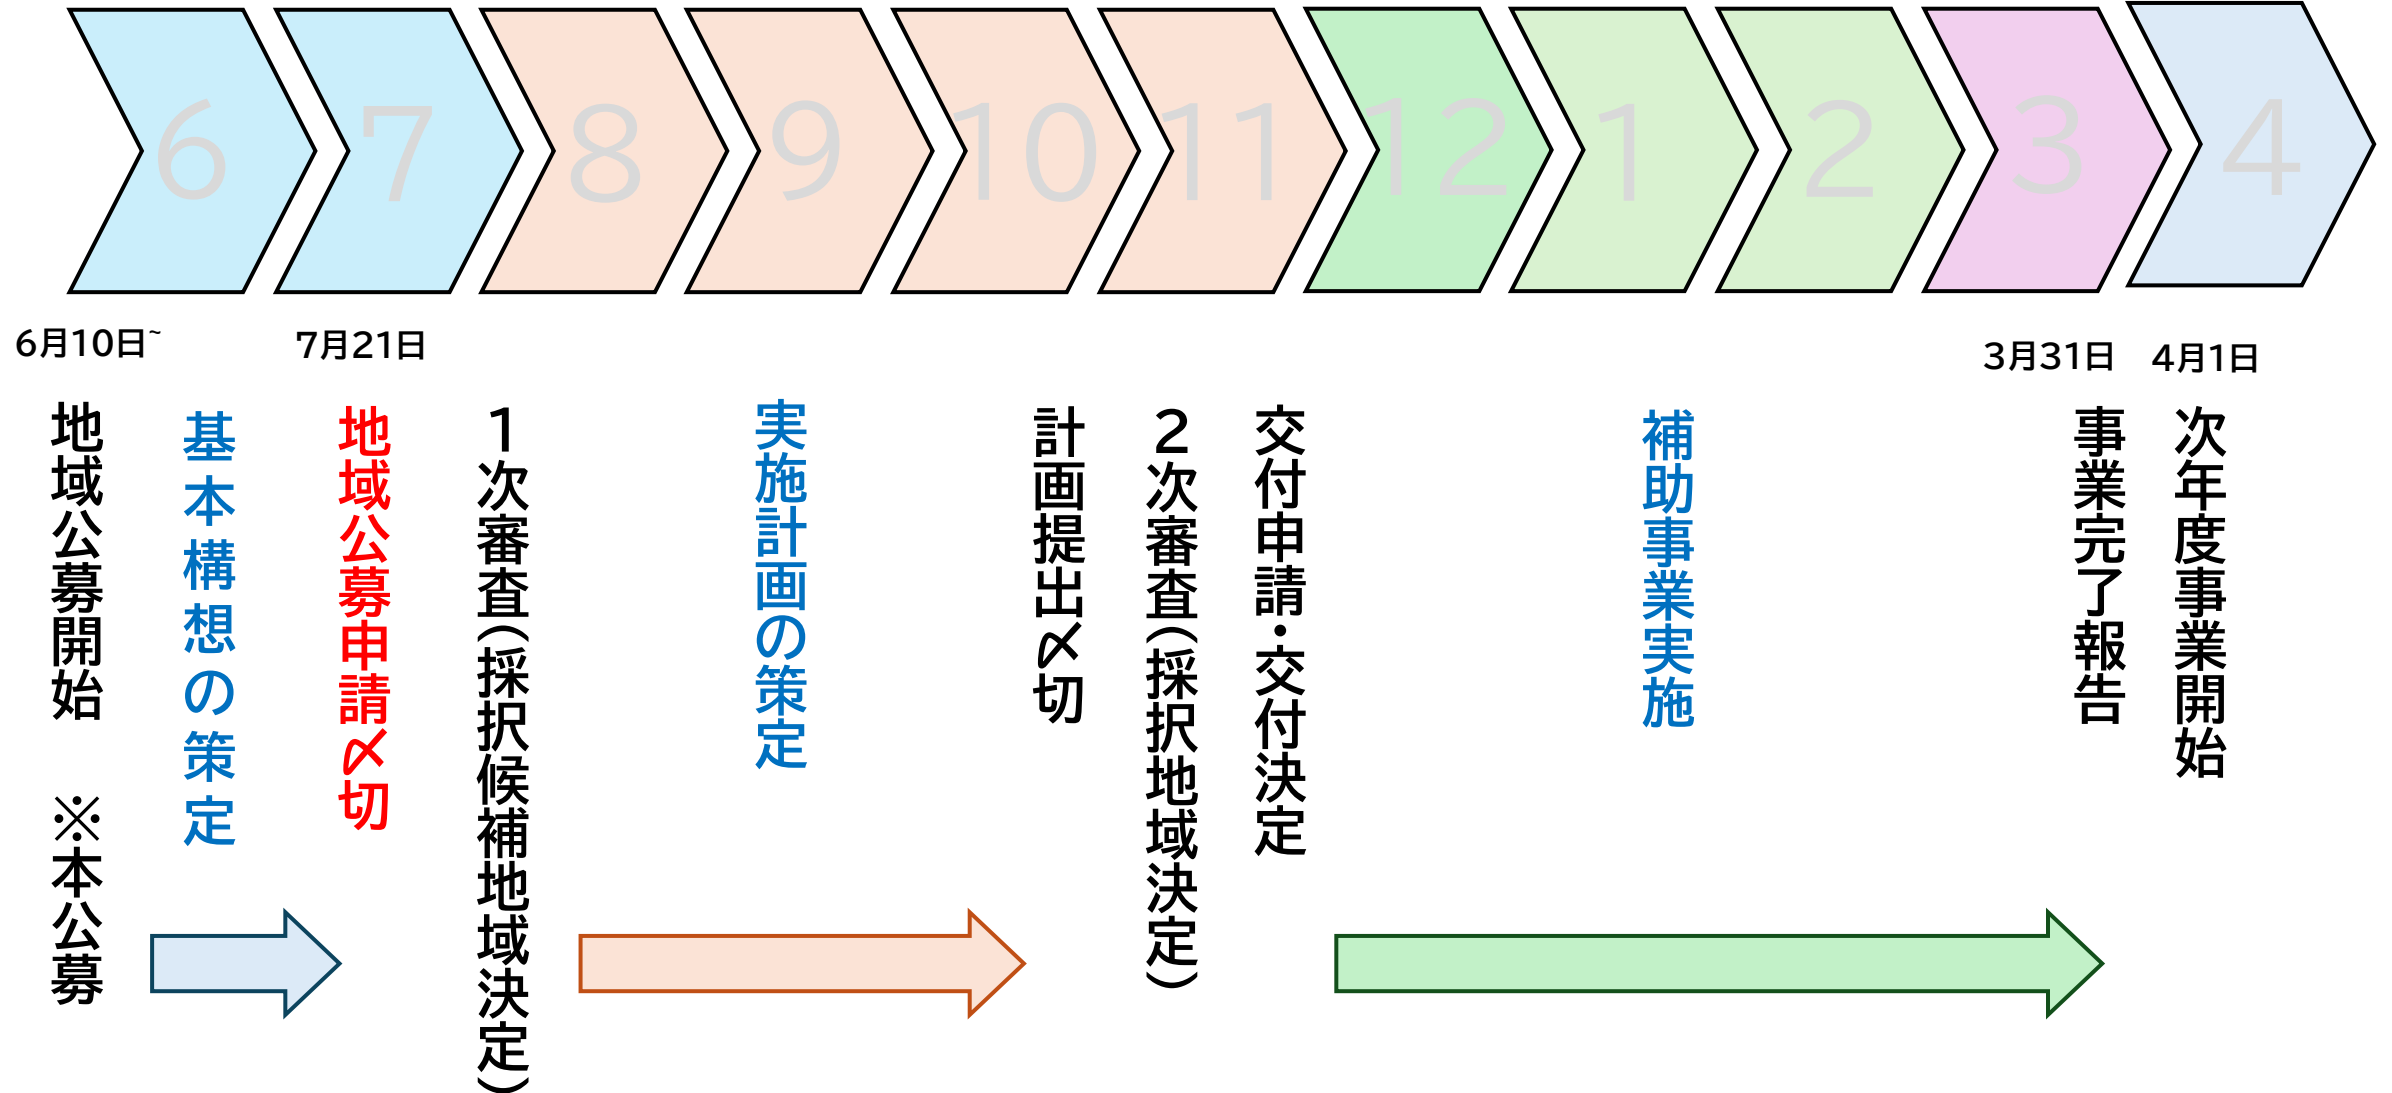 6
7
8
9
10
11
12
1
2
3
4
6月10日~
7月21日
3月31日
4月1日
地域公募開始　※本公募
基本構想の策定
地域公募申請〆切
1次審査(採択候補地域決定)
実施計画の策定
計画提出〆切
2次審査(採択地域決定)
交付申請・交付決定
補助事業実施
事業完了報告
次年度事業開始